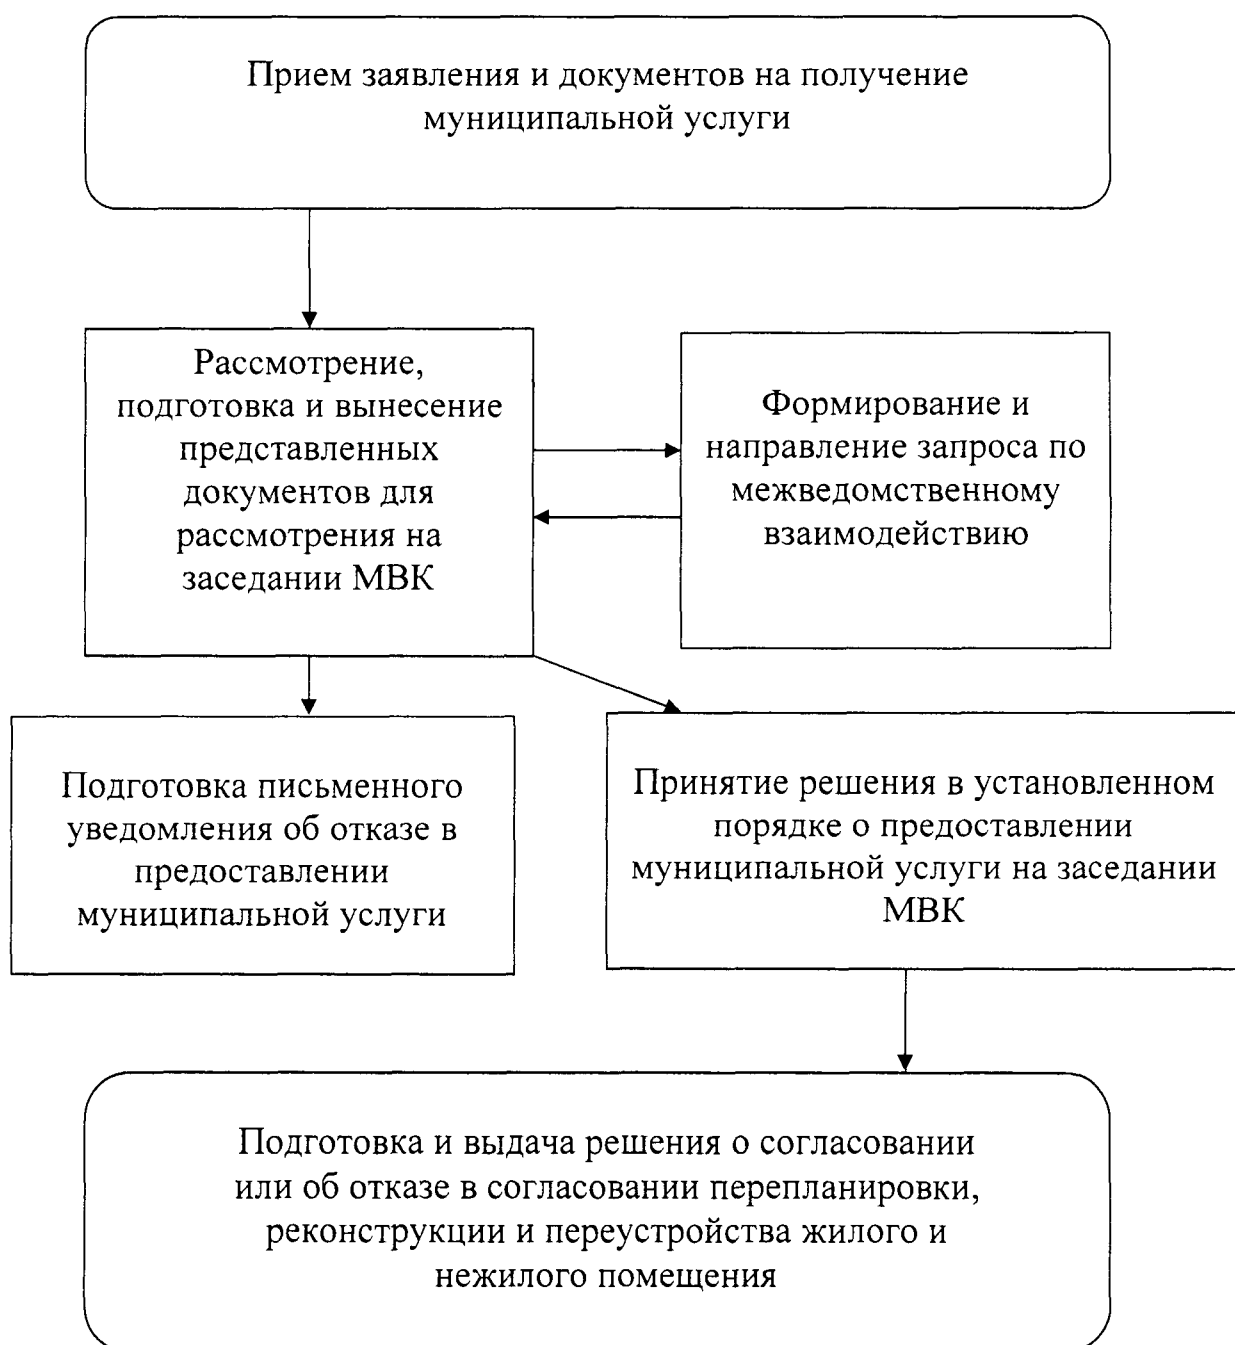 Прием заявления и документов на получение
муниципальной услуги
Рассмотрение,
подготовка и вынесение
представленных
документов для
рассмотрения на
заседании МВК
Формирование и
направление запроса по
межведомственному
взаимодействию
Подготовка письменного
уведомления об отказе в
предоставлении
муниципальной услуги
Принятие решения в установленном
порядке о предоставлении
муниципальной услуги на заседании
МВК
Подготовка и выдача решения о согласовании
или об отказе в согласовании перепланировки,
реконструкции и переустройства жилого и
нежилого помещения